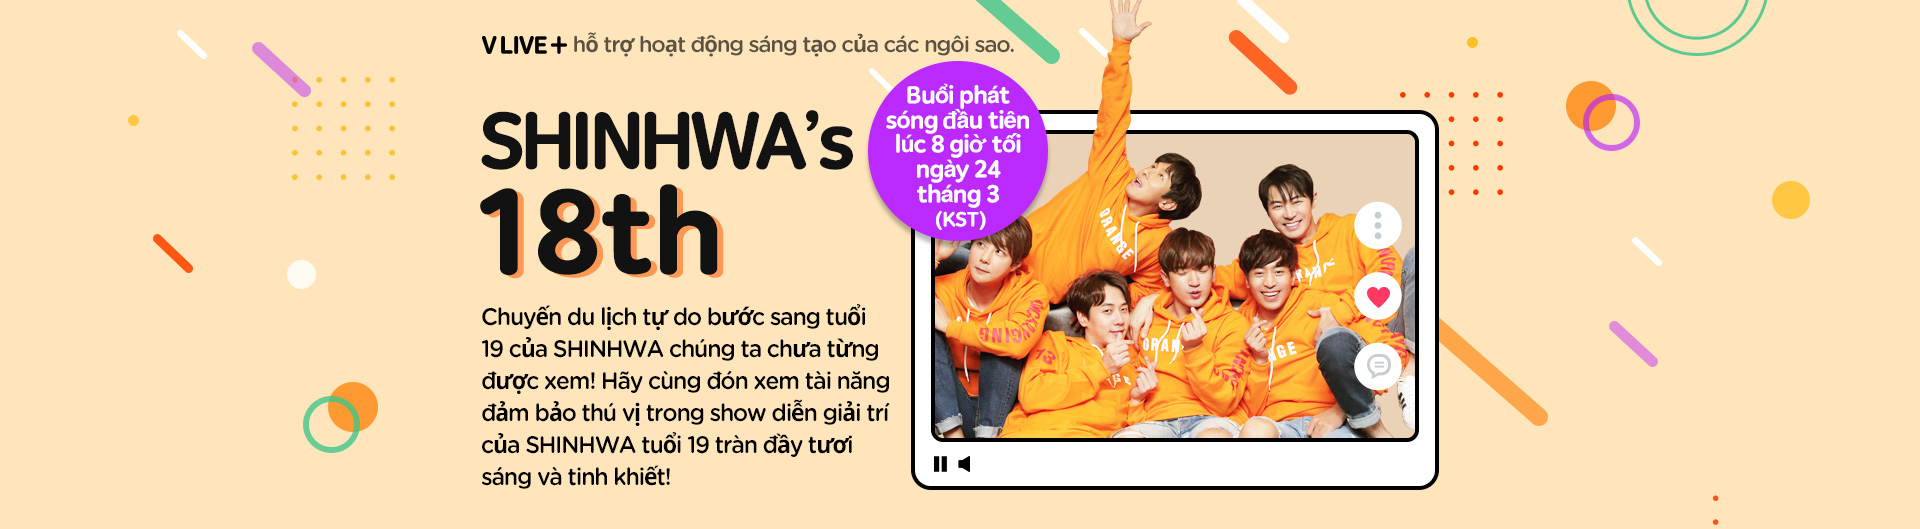 V LIVE+ hỗ trợ hoạt động sáng tạo của các ngôi sao.
SHINHWA's
18th
Chuyến du lịch tự do bước sang tuổi
19 của SHINHWA chúng ta chưa từng
được xem! Hãy cùng đón xem tài năng
đảm bảo thú vị trong show diễn giải trí
của SHINHWA tuổi 19 tràn đầy tươi
sáng và tinh khiết!
Buổi phát
sóng đầu tiên
lúc 8 giờ tối
ngày 24
tháng 3
(KST)
ORANGE